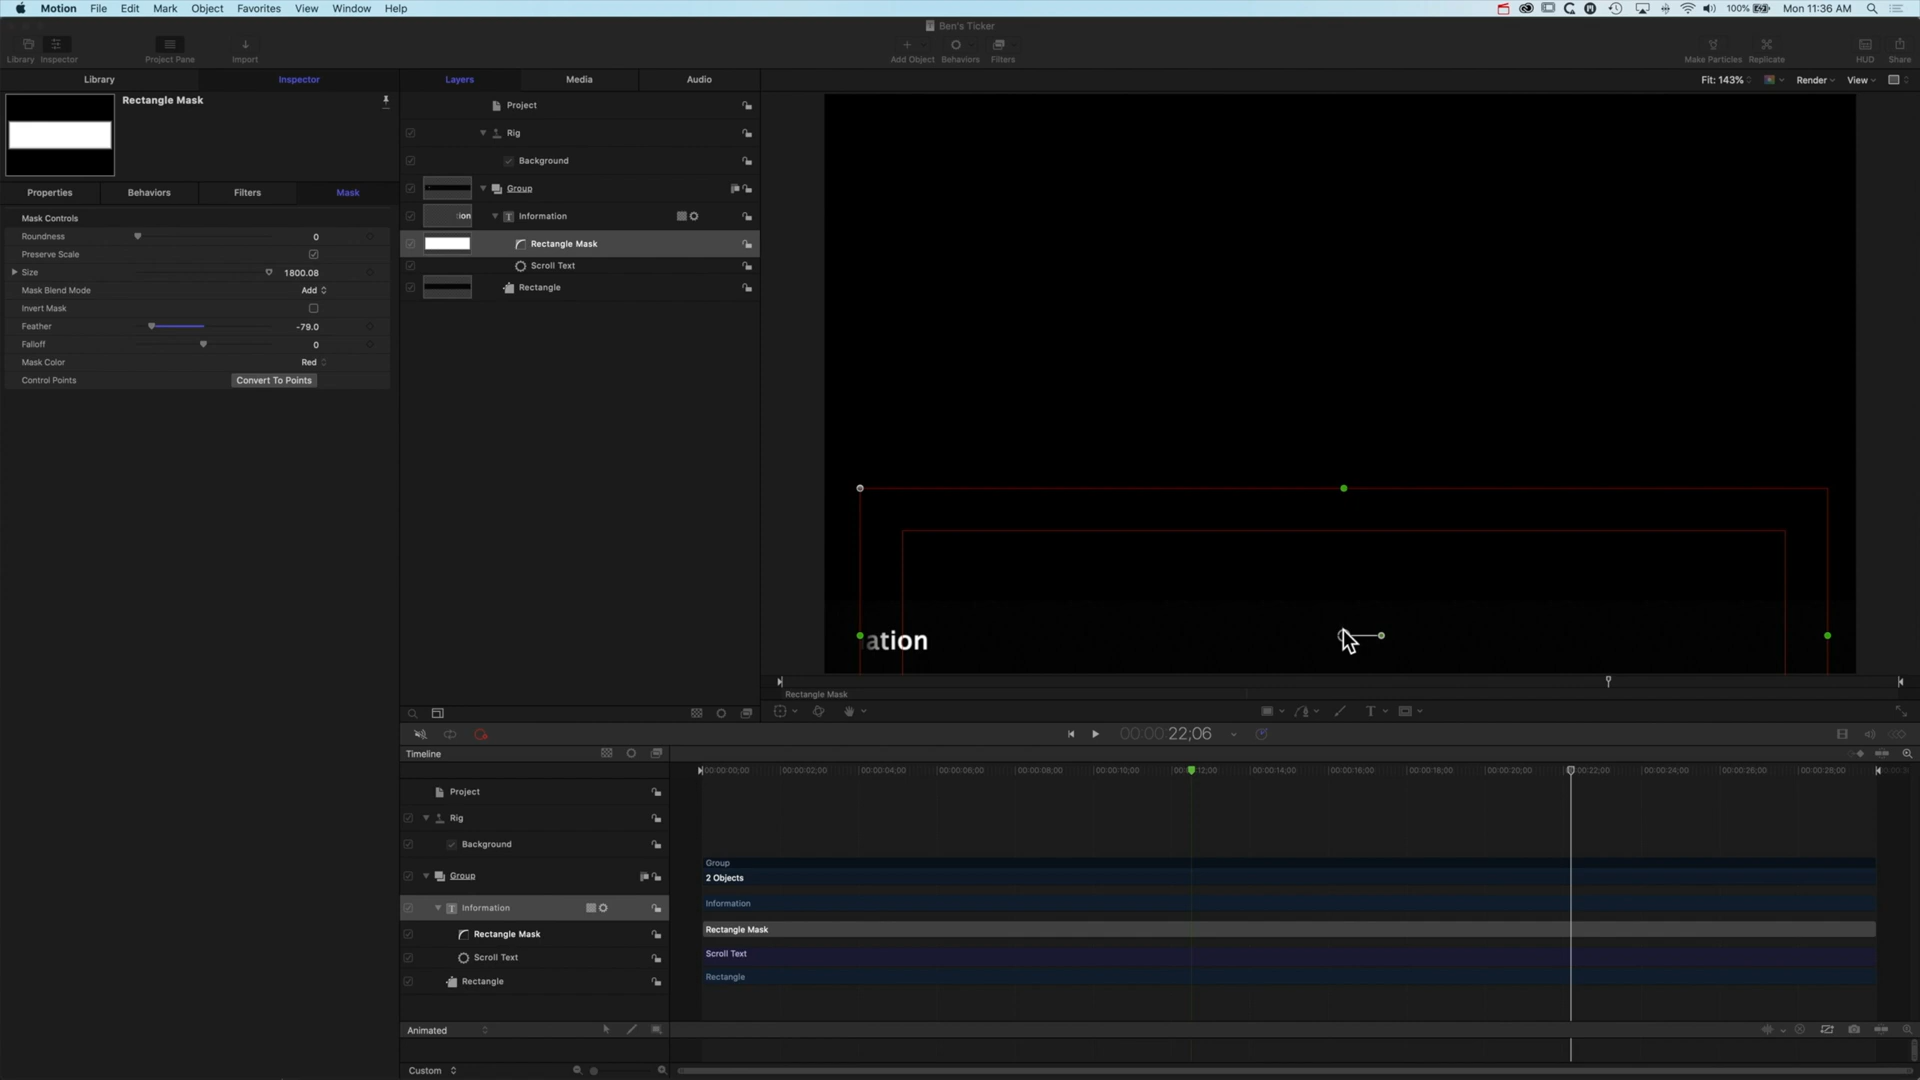 Motion File Edit Mark Object Favorites View Window Help
100% Mon 11:36 AM
Ben's Ticker
Library Inspector Project Pane Import Add Object Behaviors Filters Make Particles Replicate HUD Share
Library Inspector Layers Media Audio Fit: 143% Render View
Rectangle Mask
Project
Rig
Background
Group
Information
ion
Rectangle Mask
Scroll Text
Rectangle
Properties Behaviors Filters Mask
Mask Controls
Roundness 0
Preserve Scale
Size 1800.08
Mask Blend Mode Add
Invert Mask
Feather -79.0
Falloff 0
Mask Color Red
Control Points Convert To Points
ation
Rectangle Mask
00:00:22;06
Timeline
00:00:00;00 00:00:02;00 00:00:04;00 00:00:06;00 00:00:08;00 00:00:10;00 12;00 00:00:14;00 00:00:16;00 00:00:18;00 00:00:20;00 00:22;00 00:00:24;00 00:00:26;00 00:00:28;00
Project
Rig
Background
Group
Information
Rectangle Mask
Scroll Text
Rectangle
Group
2 Objects
Information
Rectangle Mask
Scroll Text
Rectangle
Animated
Custom